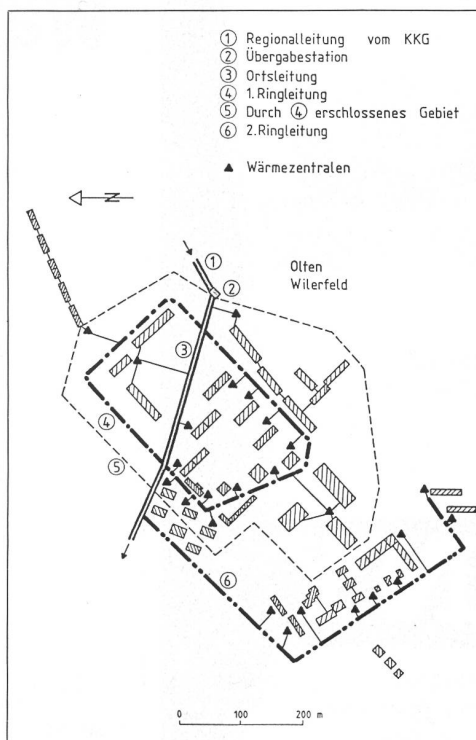 ① Regionalleitung vom KKG
② Übergabestation
③ Ortsleitung
④ 1. Ringleitung
⑤ Durch ④ erschlossenes Gebiet
⑥ 2. Ringleitung
▲ Wärmezentralen
N
①
Olten
Wilerfeld
②
③
④
⑤
⑥
0 100 200 m